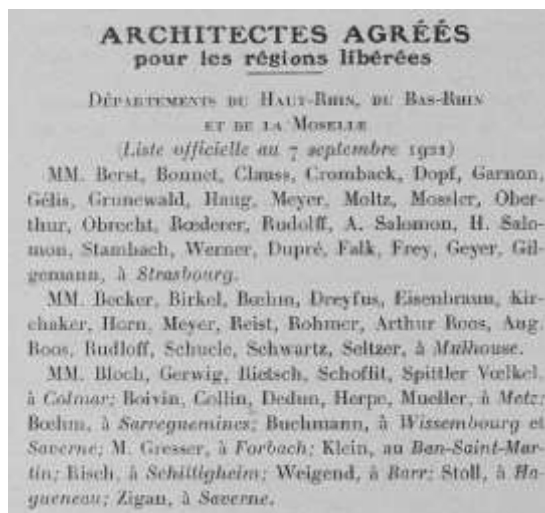 ARCHITECTES AGRÉÉS
pour les régions libérées
Départements du Haut-Rhin, du Bas-Rhin
et de la Moselle
(Liste officielle au 7 septembre 1921)
MM. Berst, Bonnet, Clauss, Cromback, Dopf, Garnon,
Gélis, Grunewald, Haug, Meyer, Moltz, Mossler, Ober-
thur, Obrecht, Rœderer, Rudolff, A. Salomon, H. Salo-
mon, Stambach, Werner, Dupré, Falk, Frey, Geyer, Gil-
gemann, à Strasbourg.
MM. Becker, Birkel, Bœhm, Dreyfus, Eisenbraun, Kir-
chaker, Horn, Meyer, Reist, Rohmer, Arthur Roos, Aug.
Roos, Rudloff, Schucle, Schwartz, Seltzer, à Mulhouse.
MM. Bloch, Gerwig, Rietsch, Schoffit, Spittler Vœlkel,
à Colmar; Boivin, Collin, Dedun, Herpe, Mueller, à Metz;
Bœhm, à Sarreguemines; Buchmann, à Wissembourg et
Saverne; M. Gresser, à Forbach; Klein, au Ban-Saint-Mar-
tin; Risch, à Schiltigheim; Weigend, à Barr; Stoll, à Ha-
gueneau; Zigan, à Saverne.